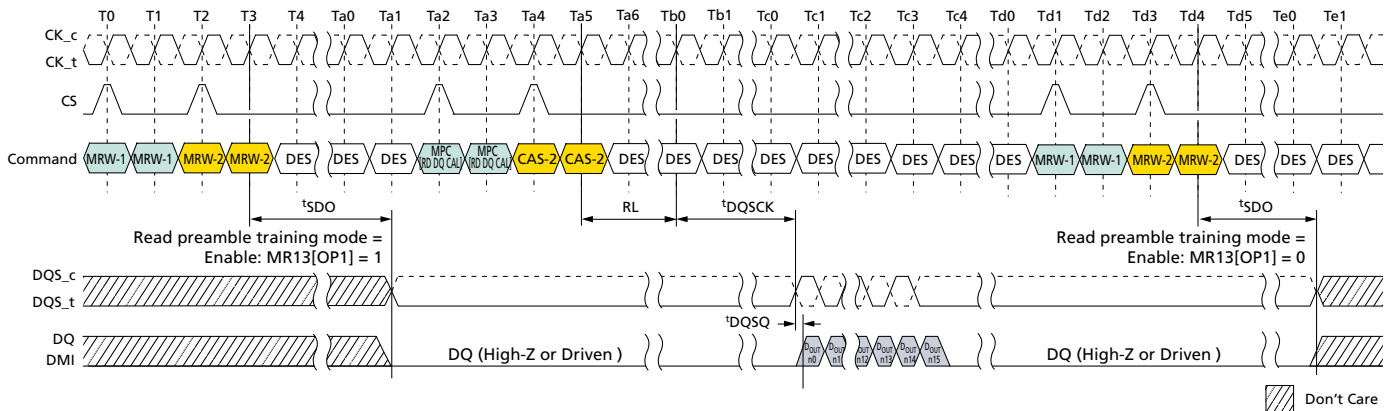 T0 T1 T2 T3 T4 Ta0 Ta1 Ta2 Ta3 Ta4 Ta5 Ta6 Tb0 Tb1 Tc0 Tc1 Tc2 Tc3 Tc4 Td0 Td1 Td2 Td3 Td4 Td5 Te0 Te1
CK_c
CK_t
CS
Command MRW-1 MRW-1 MRW-2 MRW-2 DES DES DES MPC [RD DQ CAL] MPC [RD DQ CAL] CAS-2 CAS-2 DES DES DES DES DES DES DES DES DES MRW-1 MRW-1 MRW-2 MRW-2 DES DES DES
tSDO RL tDQSCK tSDO
Read preamble training mode =
Enable: MR13[OP1] = 1
Read preamble training mode =
Enable: MR13[OP1] = 0
DQS_c
DQS_t
tDQSQ
DQ
DMI
DQ (High-Z or Driven )
DOUT n0 DOUT n1 DOUT n12 DOUT n13 DOUT n14 DOUT n15
DQ (High-Z or Driven )
Don't Care